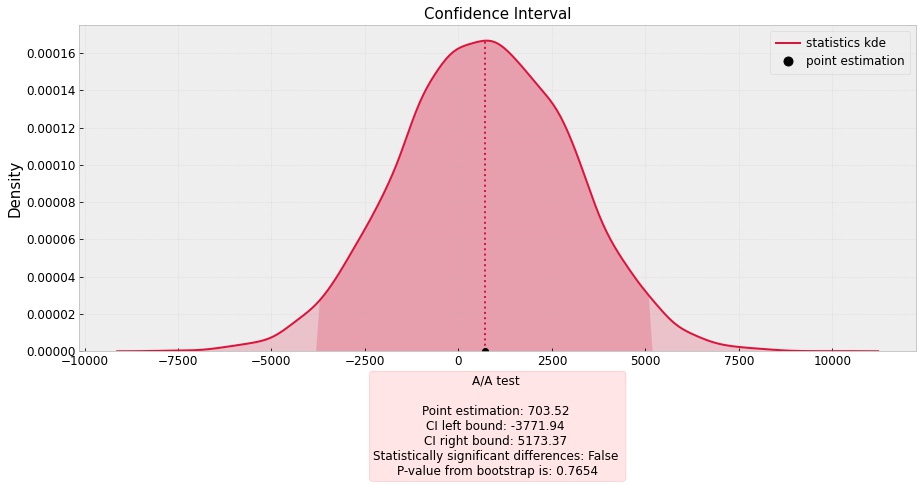 Confidence Interval
statistics kde
point estimation
Density
0.00016
0.00014
0.00012
0.00010
0.00008
0.00006
0.00004
0.00002
0.00000
−10000 −7500 −5000 −2500 0 2500 5000 7500 10000
A/A test
Point estimation: 703.52
CI left bound: -3771.94
CI right bound: 5173.37
Statistically significant differences: False
P-value from bootstrap is: 0.7654